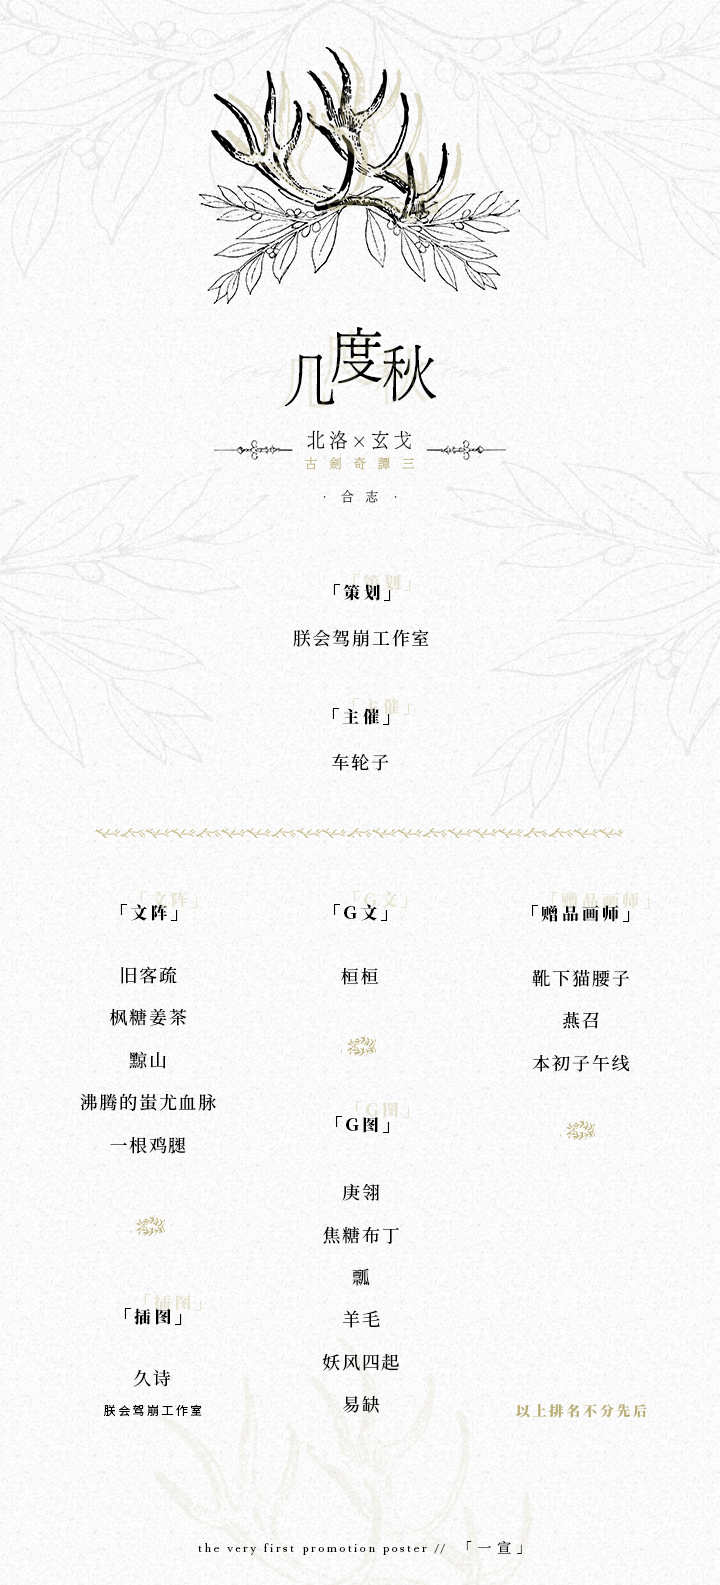 几度秋
北洛×玄戈
古劍奇譚三
· 合志 ·
「策划」
朕会驾崩工作室
「主催」
车轮子
「文阵」
旧客疏
枫糖姜茶
黥山
沸腾的蚩尤血脉
一根鸡腿
「插图」
久诗
朕会驾崩工作室
「G文」
桓桓
「G图」
庚翎
焦糖布丁
瓢
羊毛
妖风四起
易缺
「赠品画师」
靴下猫腰子
燕召
本初子午线
以上排名不分先后
the very first promotion poster // 「一宣」